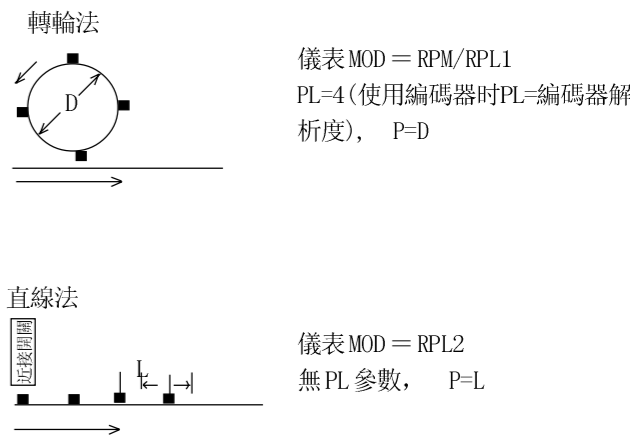 轉輪法
D
儀表MOD＝RPM/RPL1
PL=4(使用編碼器时PL=編碼器解
析度), P=D
直線法
近接開關
L
儀表MOD＝RPL2
無PL參數， P=L